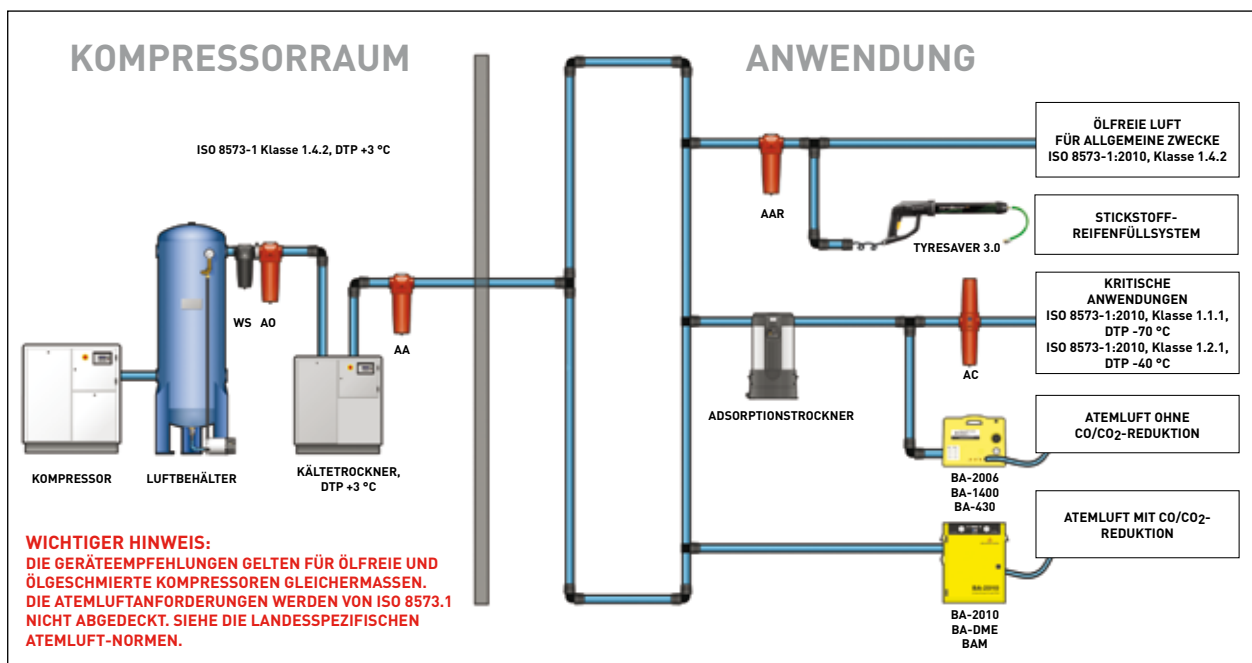 KOMPRESSORRAUM
ANWENDUNG
ISO 8573-1 Klasse 1.4.2, DTP +3 °C
WS AO
AA
KOMPRESSOR
LUFTBEHÄLTER
KÄLTETROCKNER,
DTP +3 °C
AAR
TYRESAVER 3.0
ÖLFREIE LUFT
FÜR ALLGEMEINE ZWECKE
ISO 8573-1:2010, Klasse 1.4.2
STICKSTOFF-
REIFENFÜLLSYSTEM
ADSORPTIONSTROCKNER
AC
KRITISCHE
ANWENDUNGEN
ISO 8573-1:2010, Klasse 1.1.1,
DTP -70 °C
ISO 8573-1:2010, Klasse 1.2.1,
DTP -40 °C
BA-2006
BA-1400
BA-430
ATEMLUFT OHNE
CO/CO₂-REDUKTION
BA-2010
BA-2010
BA-DME
BAM
ATEMLUFT MIT CO/CO₂-
REDUKTION
WICHTIGER HINWEIS:
DIE GERÄTEEMPFEHLUNGEN GELTEN FÜR ÖLFREIE UND
ÖLGESCHMIERTE KOMPRESSOREN GLEICHERMASSEN.
DIE ATEMLUFTANFORDERUNGEN WERDEN VON ISO 8573.1
NICHT ABGEDECKT. SIEHE DIE LANDESSPEZIFISCHEN
ATEMLUFT-NORMEN.